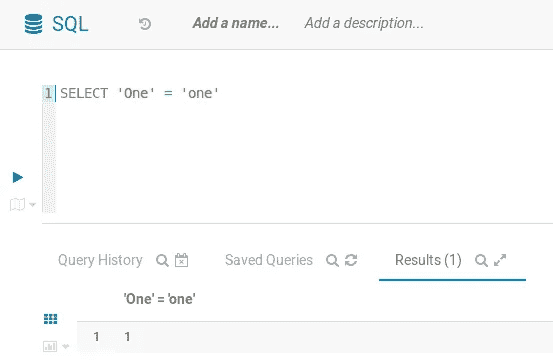 SQL Add a name... Add a description...
1 SELECT 'One' = 'one'
Query History Saved Queries Results (1)
'One' = 'one'
1 1